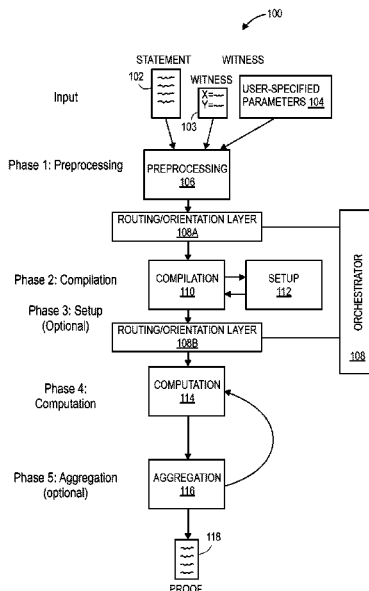 100
STATEMENT
WITNESS
102
WITNESS
X=
Y=
103
USER-SPECIFIED
PARAMETERS 104
Input
Phase 1: Preprocessing
PREPROCESSING
106
ROUTING/ORIENTATION LAYER
108A
Phase 2: Compilation
COMPILATION
110
SETUP
112
ORCHESTRATOR
108
Phase 3: Setup
(Optional)
ROUTING/ORIENTATION LAYER
108B
Phase 4:
Computation
COMPUTATION
114
Phase 5: Aggregation
(optional)
AGGREGATION
116
118
PROOF